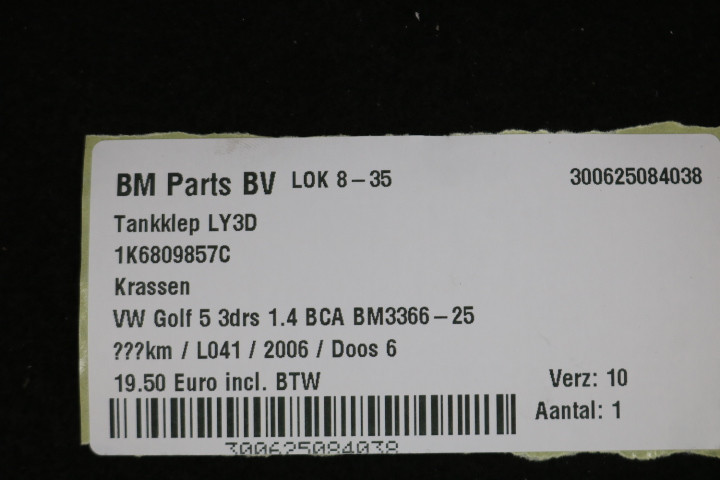 BM Parts BV LOK 8-35 300625084038
Tankklep LY3D
1K6809857C
Krassen
VW Golf 5 3drs 1.4 BCA BM3366-25
???km / L041 / 2006 / Doos 6
19.50 Euro incl. BTW Verz: 10
Aantal: 1
300625084038